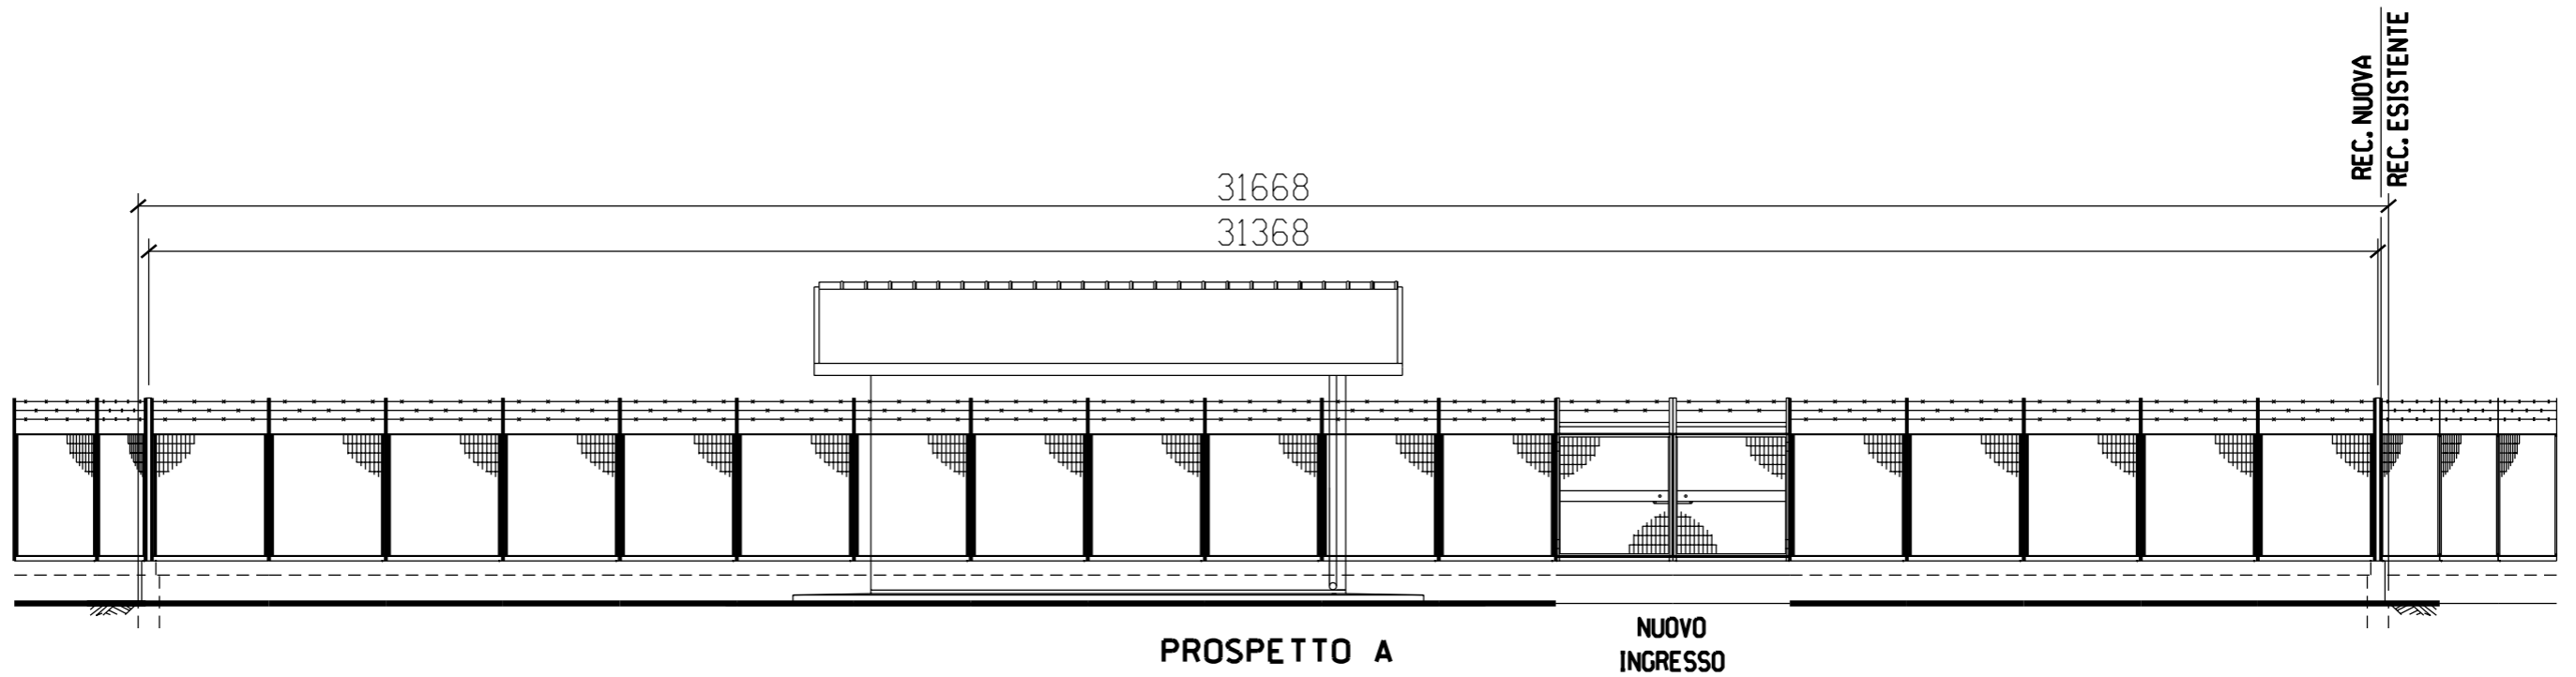 REC. NUOVA
REC. ESISTENTE
31668
31368
NUOVO
INGRESSO
PROSPETTO A